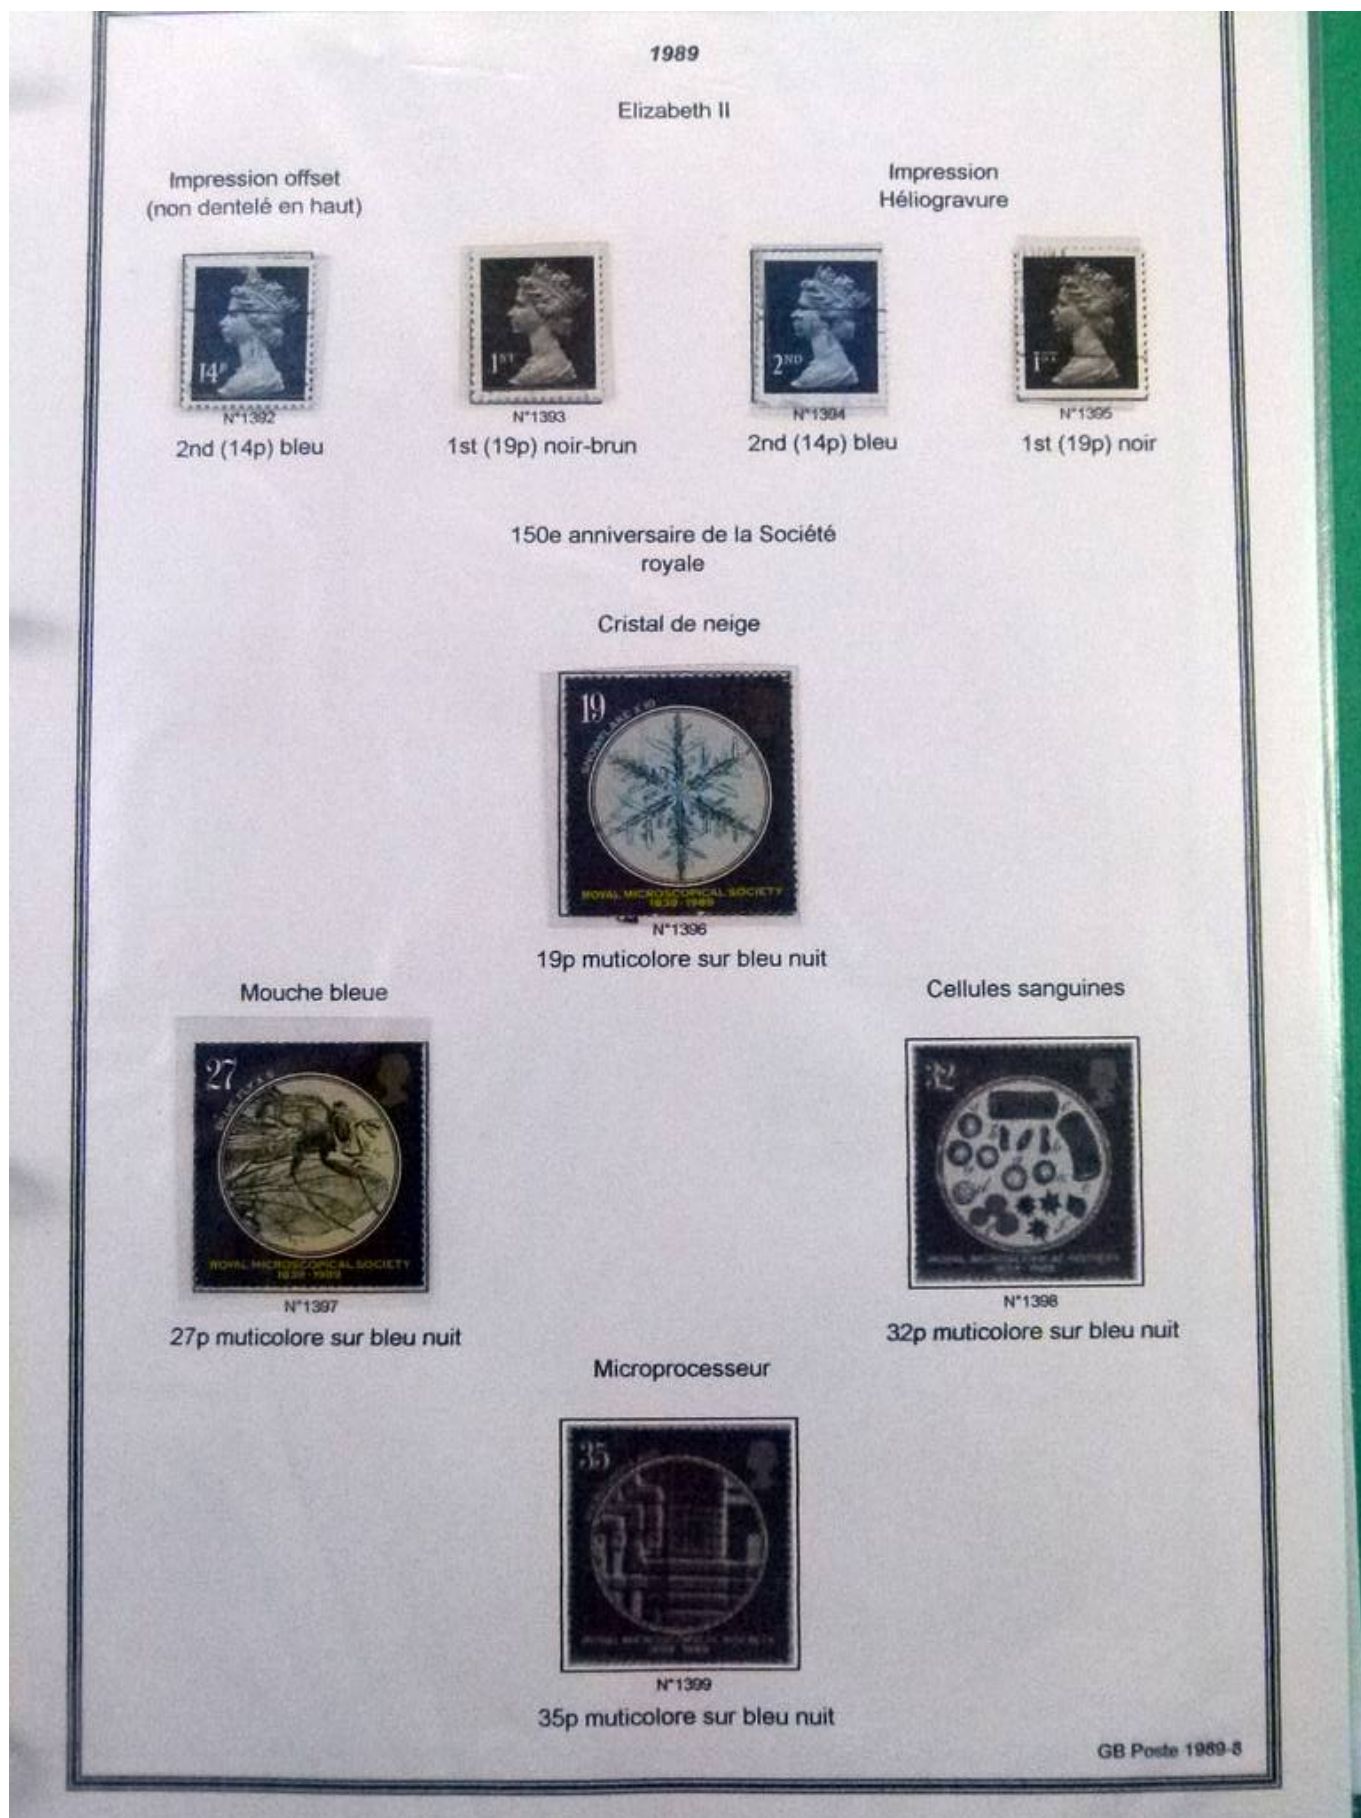 1989
Elizabeth II
Impression offset
(non dentelé en haut)
Impression
Héliogravure
14P
1ST
2ND
1ST
N°1392
N°1393
N°1394
N°1395
2nd (14p) bleu
1st (19p) noir-brun
2nd (14p) bleu
1st (19p) noir
150e anniversaire de la Société
royale
Cristal de neige
19
SNOWFLAKE X10
ROYAL MICROSCOPICAL SOCIETY
1839·1989
N°1396
19p muticolore sur bleu nuit
Mouche bleue
Cellules sanguines
27
ROYAL MICROSCOPICAL SOCIETY
1839·1989
32
N°1397
N°1398
27p muticolore sur bleu nuit
32p muticolore sur bleu nuit
Microprocesseur
35
ROYAL MICROSCOPICAL SOCIETY
N°1399
35p muticolore sur bleu nuit
GB Poste 1989-8